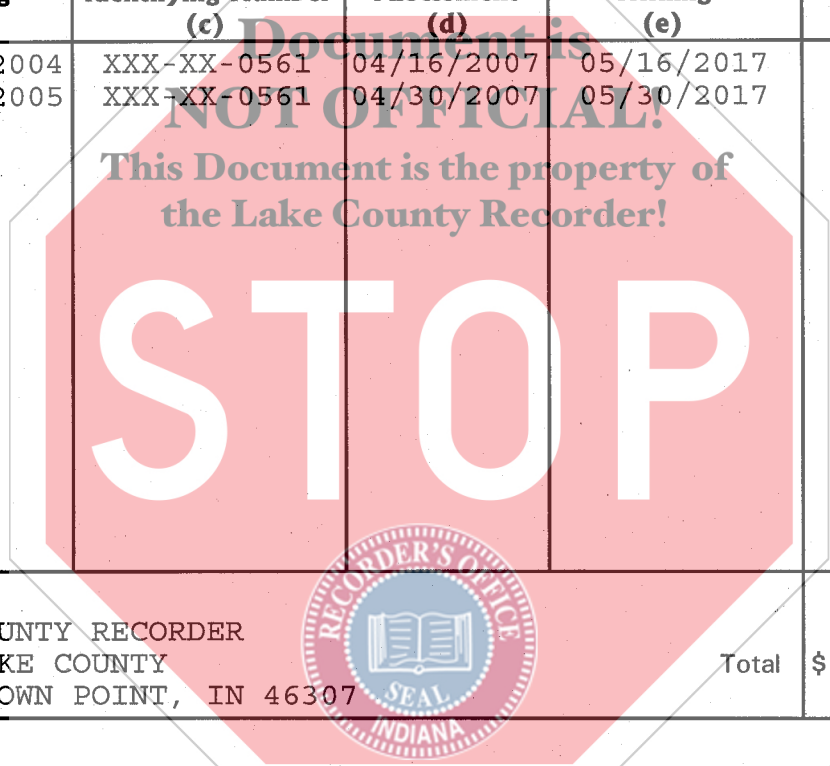 Identifying Number
(c) (d) (e)
Document is
2004 XXX-XX-0561 04/16/2007 05/16/2017
2005 XXX-XX-0561 04/30/2007 05/30/2017
NOT OFFICIAL!
This Document is the property of
the Lake County Recorder!
STOP
RECORDER'S OFFICE
SEAL
INDIANA
UNTY RECORDER
KE COUNTY
OWN POINT, IN 46307
Total $